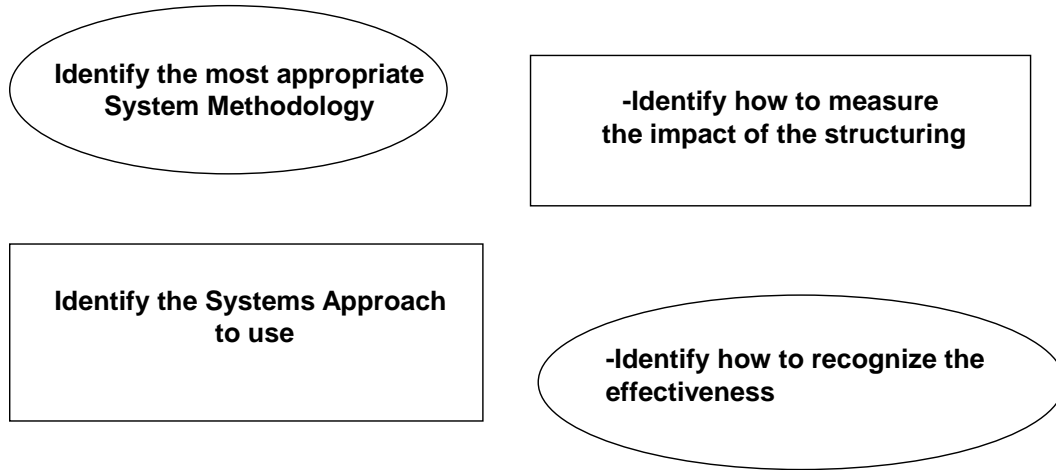 Identify the most appropriate
System Methodology
-Identify how to measure
the impact of the structuring
Identify the Systems Approach
to use
-Identify how to recognize the
effectiveness